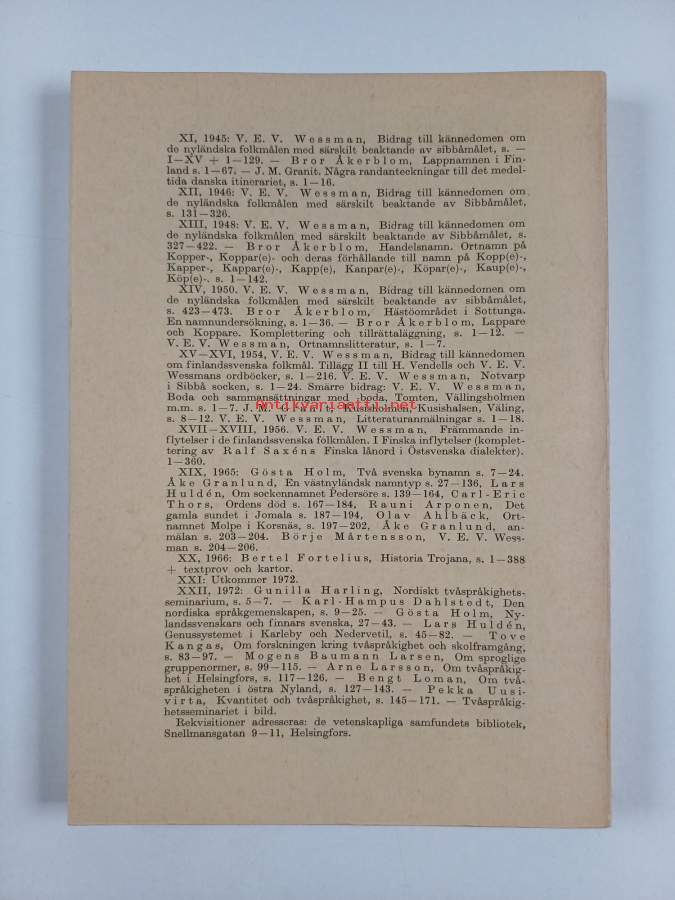 XI, 1945: V. E. V. Wessman, Bidrag till kännedomen om
de nyländska folkmålen med särskilt beaktande av sibbåmålet, s. —
I—XV + 1—129. — Bror Åkerblom, Lappnamnen i Fin-
land s. 1—67. — J. M. Granit. Några randanteckningar till det medel-
tida danska itinerariet, s. 1—16.
XII, 1946: V. E. V. Wessman, Bidrag till kännedomen om
de nyländska folkmålen med särskilt beaktande av Sibbåmålet,
s. 131—326.
XIII, 1948: V. E. V. Wessman, Bidrag till kännedomen om
de nyländska folkmålen med särskilt beaktande av Sibbåmålet, s.
327—422. — Bror Åkerblom, Handelsnamn. Ortnamn på
Kopper-, Koppar(e)- och deras förhållande till namn på Kopp(e)-,
Kapper-, Kappar(e)-, Kapp(e), Kanpar(e)-, Köpar(e)-, Kaup(e)-,
Köp(e)-. s. 1—142.
XIV, 1950. V. E. V. Wessman, Bidrag till kännedomen om
de nyländska folkmålen med särskilt beaktande av sibbåmålet,
s. 423—473. Bror Åkerblom, Hästöområdet i Sottunga.
En namnundersökning, s. 1—36. — Bror Åkerblom, Lappare
och Koppare. Komplettering och tillrättaläggning, s. 1—12. —
V. E. V. Wessman, Ortnamnslitteratur, s. 1—7.
XV—XVI, 1954, V. E. V. Wessman, Bidrag till kännedomen
om finlandssvenska folkmål. Tillägg II till H. Vendells och V. E. V.
Wessmans ordböcker, s. 1—216. V. E. V. Wessman, Notvarp
i Sibbå socken, s. 1—24. Smärre bidrag: V. E. V. Wessman,
Boda och sammansättningar med -boda, Tomten, Vällingsholmen
m.m. s. 1—7. J. M. Granit, Kalsholmen, Kusishalsen, Väling,
antikvariaatti.net
s. 8—12. V. E. V. Wessman, Litteraturanmälningar s. 1—18.
XVII—XVIII, 1956. V. E. V. Wessman, Främmande in-
flytelser i de finlandssvenska folkmålen. I Finska inflytelser (komplet-
tering av Ralf Saxéns Finska lånord i Östsvenska dialekter).
1—360.
XIX, 1965: Gösta Holm, Två svenska bynamn s. 7—24.
Åke Granlund, En västnyländsk namntyp s. 27—136, Lars
Huldén, Om sockennamnet Pedersöre s. 139—164, Carl-Eric
Thors, Ordens död s. 167—184, Rauni Arponen, Det
gamla sundet i Jomala s. 187—194, Olav Ahlbäck, Ort-
namnet Molpe i Korsnäs, s. 197—202, Åke Granlund, an-
mälan s. 203—204. Börje Mårtensson, V. E. V. Wess-
man s. 204—206.
XX, 1966: Bertel Fortelius, Historia Trojana, s. 1—388
+ textprov och kartor.
XXI: Utkommer 1972.
XXII, 1972: Gunilla Harling, Nordiskt tvåspråkighets-
seminarium, s. 5—7. — Karl-Hampus Dahlstedt, Den
nordiska språkgemenskapen, s. 9—25. — Gösta Holm, Ny-
landssvenskars och finnars svenska, 27—43. — Lars Huldén,
Genussystemet i Karleby och Nedervetil, s. 45—82. — Tove
Kangas, Om forskningen kring tvåspråkighet och skolframgång,
s. 83—97. — Mogens Baumann Larsen, Om sproglige
gruppenormer, s. 99—115. — Arne Larsson, Om tvåspråkig-
het i Helsingfors, s. 117—126. — Bengt Loman, Om två-
språkigheten i östra Nyland, s. 127—143. — Pekka Uusi-
virta, Kvantitet och tvåspråkighet, s. 145—171. — Tvåspråkig-
hetsseminariet i bild.
Rekvisitioner adresseras: de vetenskapliga samfundets bibliotek,
Snellmansgatan 9—11, Helsingfors.